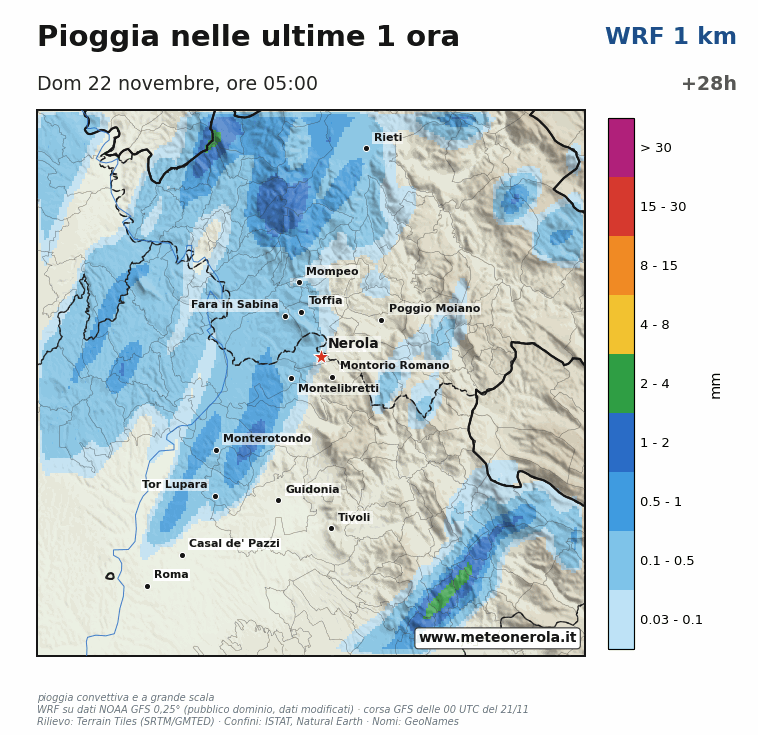 Pioggia nelle ultime 1 ora
WRF 1 km
Dom 22 novembre, ore 05:00
+28h
Rieti
Mompeo
Fara in Sabina
Toffia
Poggio Moiano
Nerola
Montorio Romano
Montelibretti
Monterotondo
Tor Lupara
Guidonia
Tivoli
Casal de' Pazzi
Roma
www.meteonerola.it
> 30
15 - 30
8 - 15
4 - 8
2 - 4
1 - 2
0.5 - 1
0.1 - 0.5
0.03 - 0.1
mm
pioggia convettiva e a grande scala
WRF su dati NOAA GFS 0,25° (pubblico dominio, dati modificati) · corsa GFS delle 00 UTC del 21/11
Rilievo: Terrain Tiles (SRTM/GMTED) · Confini: ISTAT, Natural Earth · Nomi: GeoNames